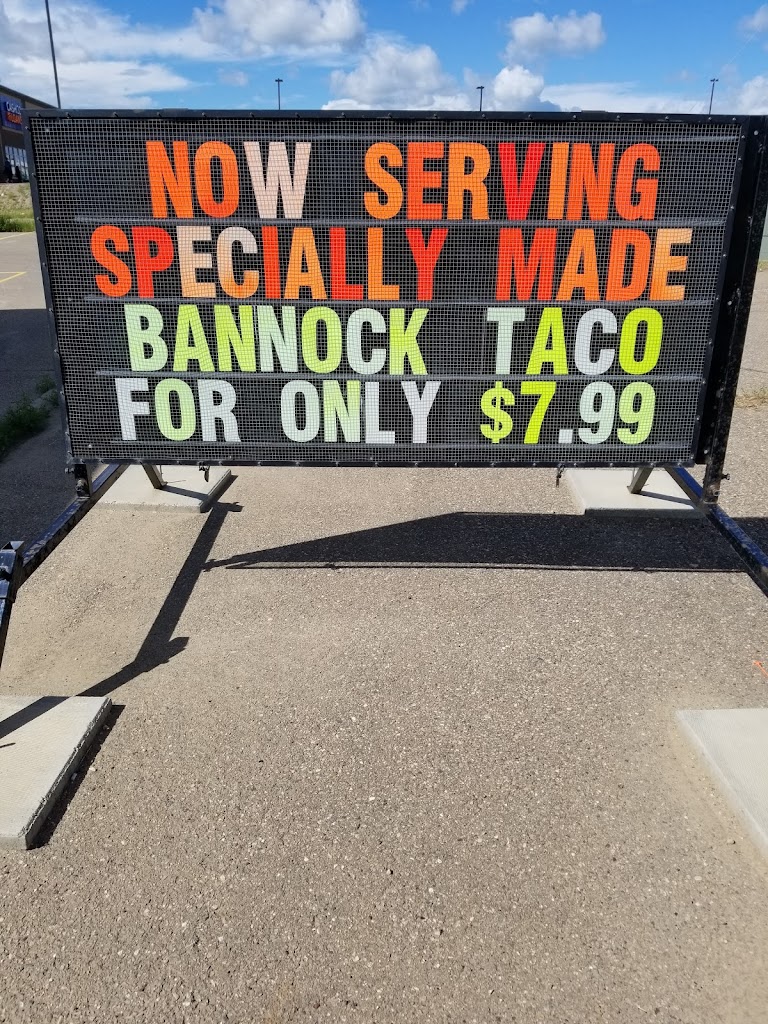 NOW SERVING
SPECIALLY MADE
BANNOCK TACO
FOR ONLY $7.99